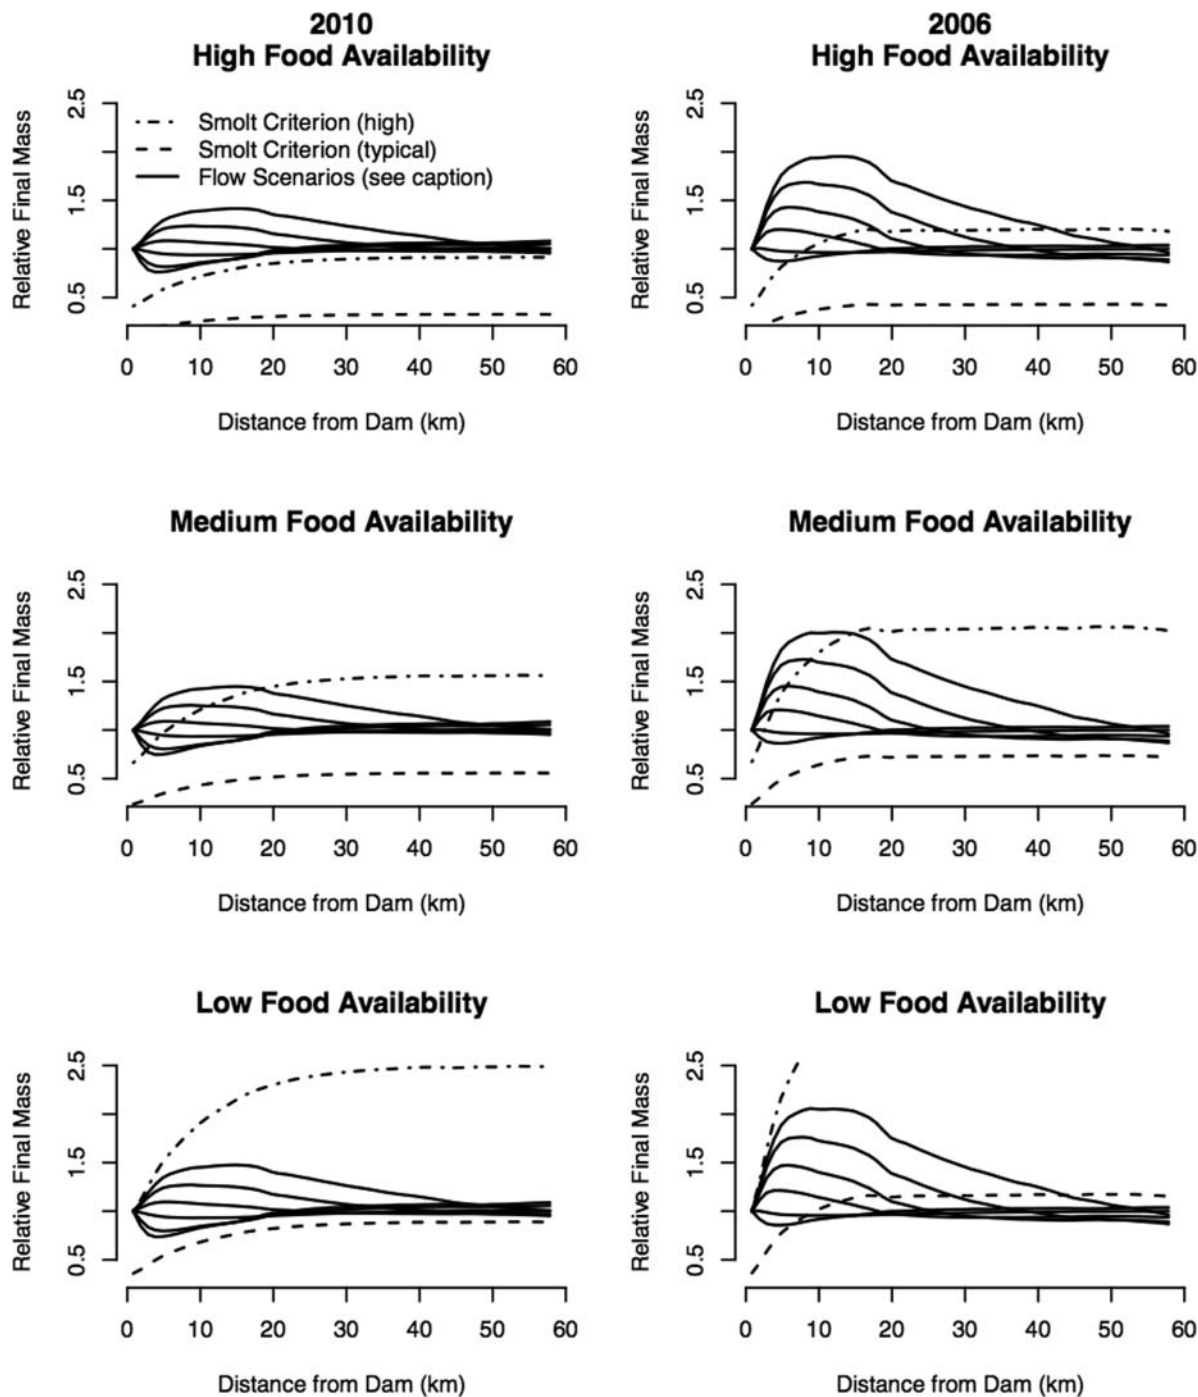 2010
High Food Availability
Relative Final Mass
2.5
1.5
0.5
Smolt Criterion (high)
Smolt Criterion (typical)
Flow Scenarios (see caption)
0 10 20 30 40 50 60
Distance from Dam (km)
2006
High Food Availability
Relative Final Mass
2.5
1.5
0.5
0 10 20 30 40 50 60
Distance from Dam (km)
Medium Food Availability
Relative Final Mass
2.5
1.5
0.5
0 10 20 30 40 50 60
Distance from Dam (km)
Medium Food Availability
Relative Final Mass
2.5
1.5
0.5
0 10 20 30 40 50 60
Distance from Dam (km)
Low Food Availability
Relative Final Mass
2.5
1.5
0.5
0 10 20 30 40 50 60
Distance from Dam (km)
Low Food Availability
Relative Final Mass
2.5
1.5
0.5
0 10 20 30 40 50 60
Distance from Dam (km)